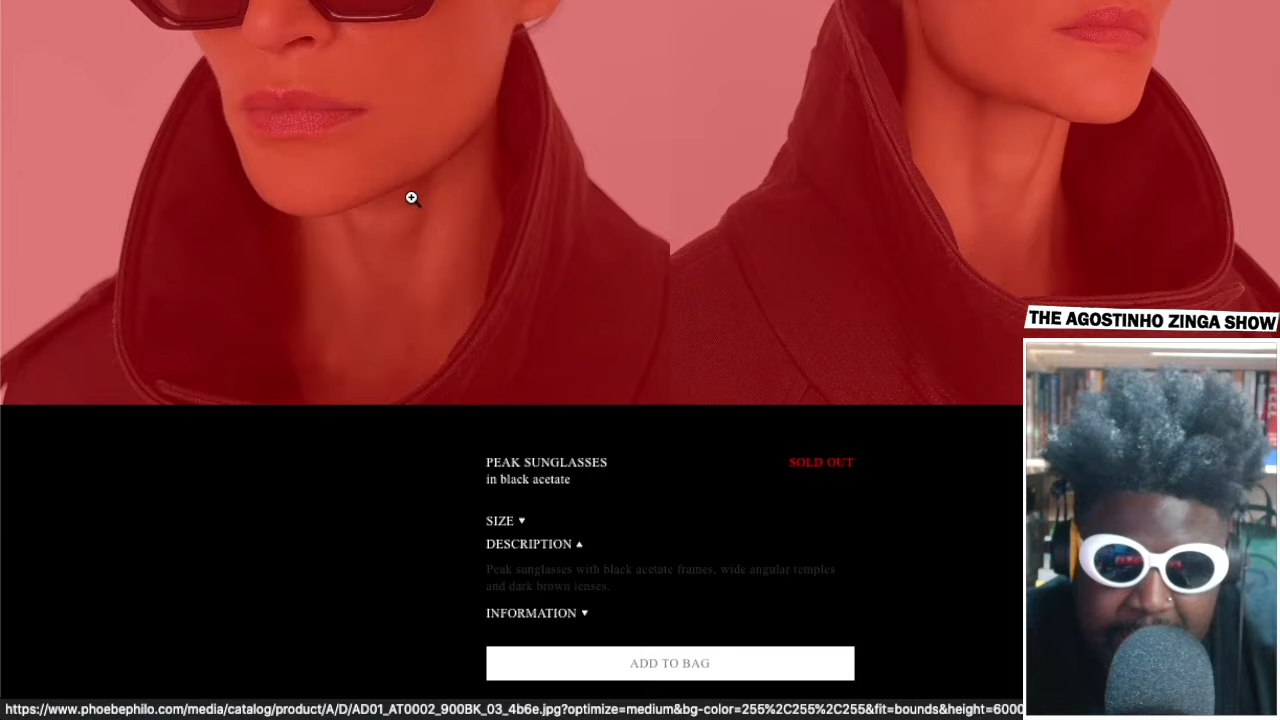 THE AGOSTINHO ZINGA SHOW
PEAK SUNGLASSES
SOLD OUT
in black acetate
SIZE ▼
DESCRIPTION ▲
Peak sunglasses with black acetate frames, wide angular temples
and dark brown lenses.
INFORMATION ▼
ADD TO BAG
https://www.phoebephilo.com/media/catalog/product/A/D/AD01_AT0002_900BK_03_4b6e.jpg?optimize=medium&bg-color=255%2C255%2C255&fit=bounds&height=6000